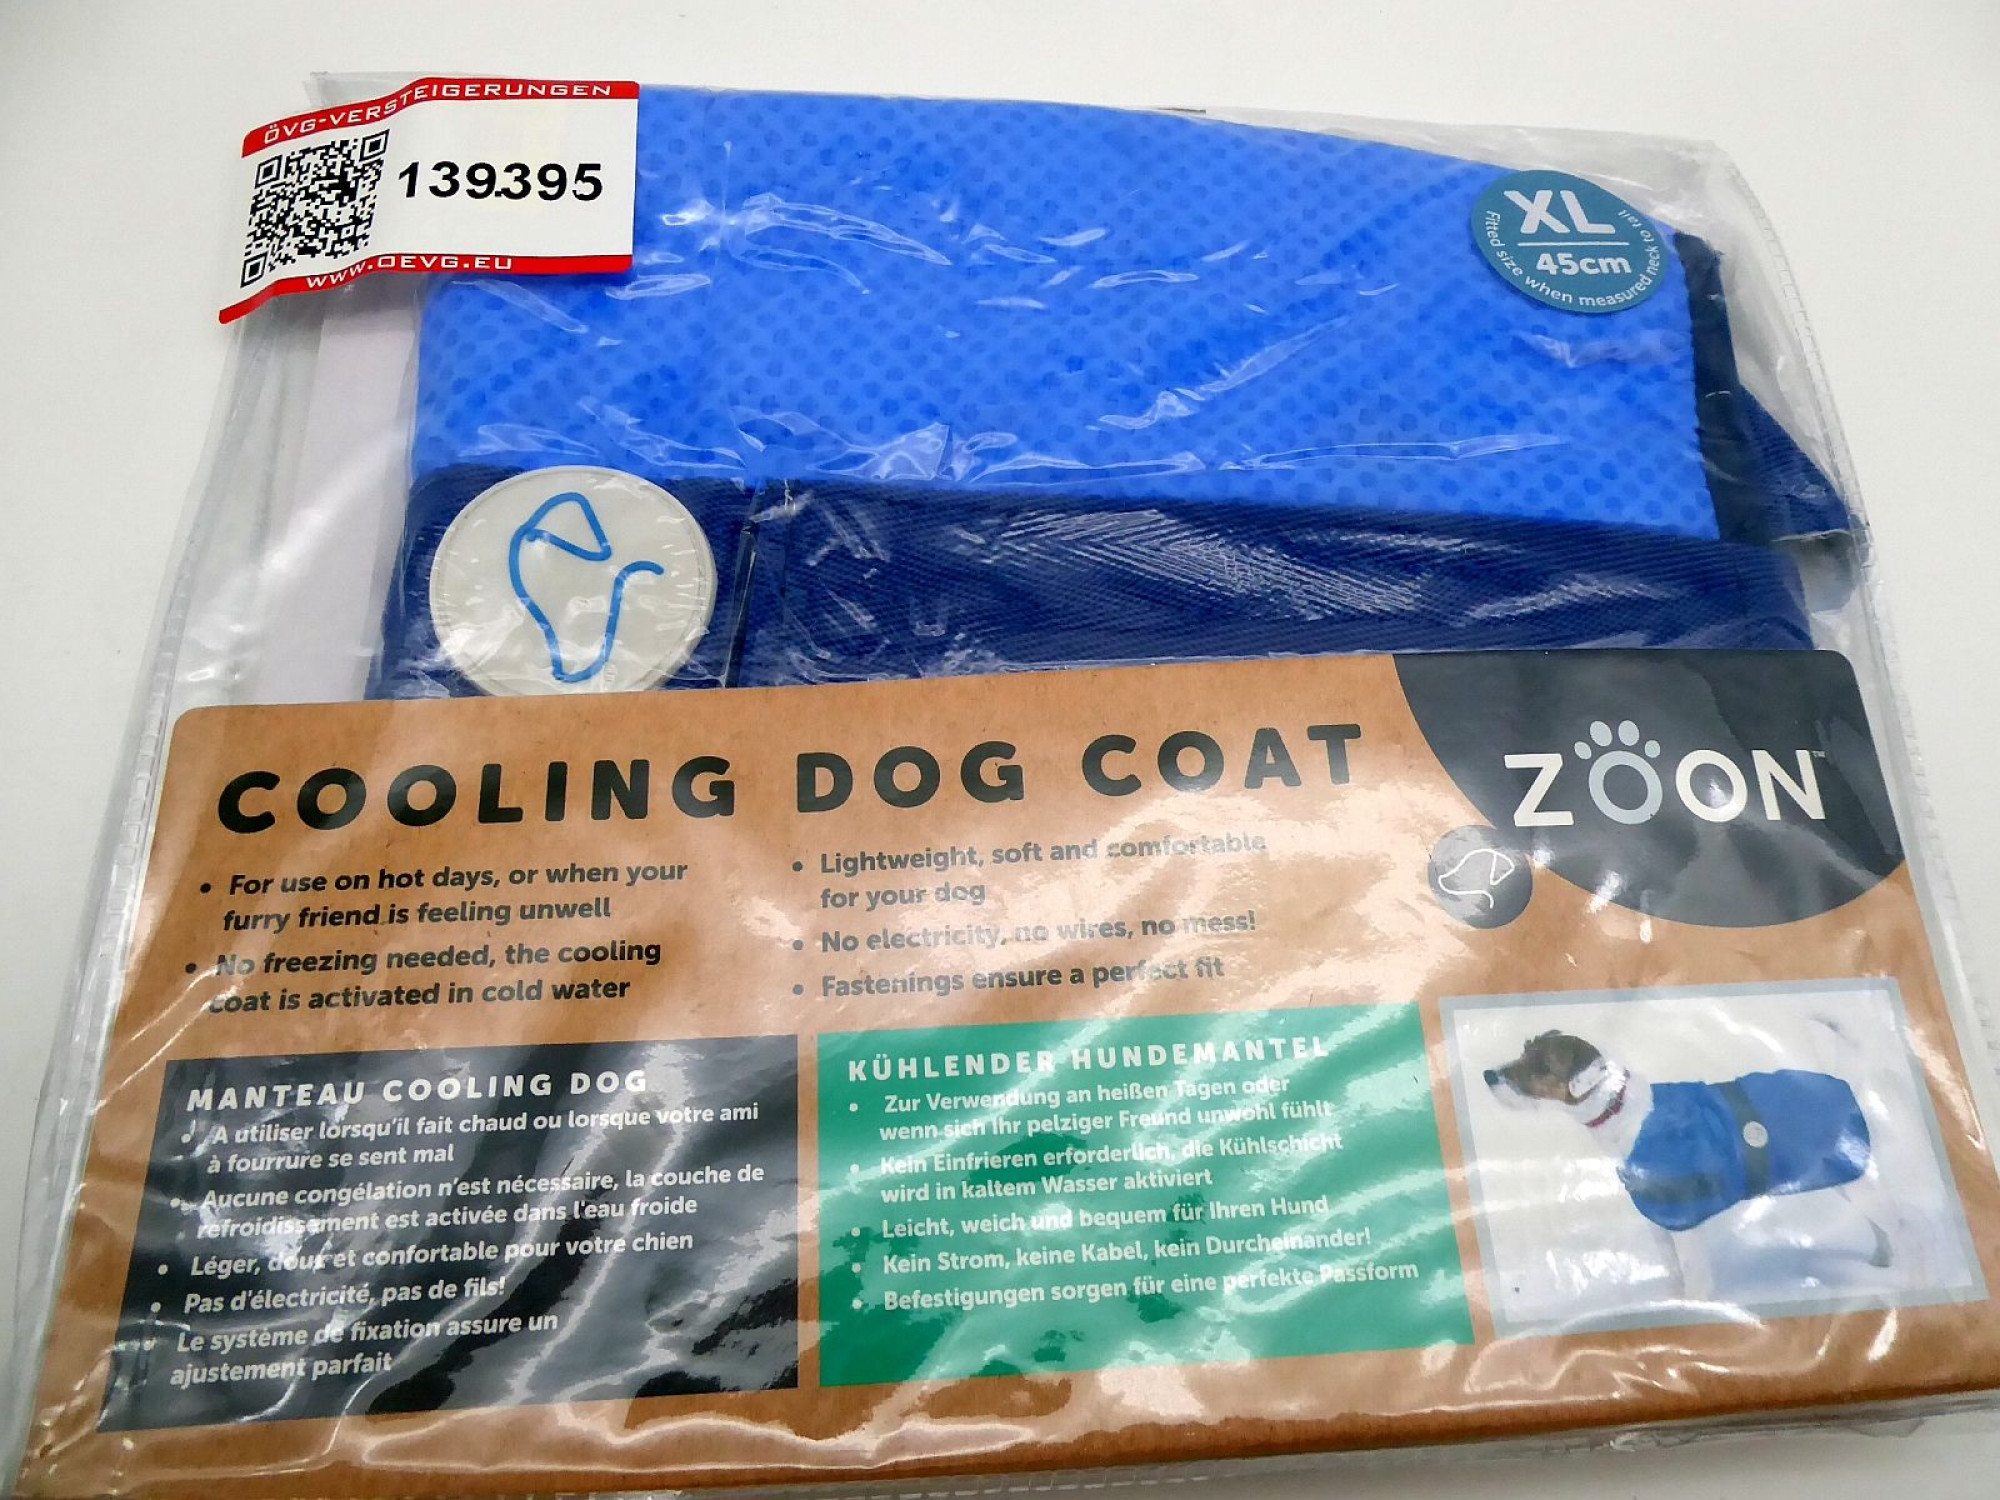 ÖVG-VERSTEIGERUNGEN
139.395
WWW.OEVG.EU
XL
45cm
Fitted size when measured neck to tail
COOLING DOG COAT
ZOON™
• For use on hot days, or when your
furry friend is feeling unwell
• No freezing needed, the cooling
coat is activated in cold water
• Lightweight, soft and comfortable
for your dog
• No electricity, no wires, no mess!
• Fastenings ensure a perfect fit
MANTEAU COOLING DOG
• A utiliser lorsqu'il fait chaud ou lorsque votre ami
à fourrure se sent mal
• Aucune congélation n'est nécessaire, la couche de
refroidissement est activée dans l'eau froide
• Léger, doux et confortable pour votre chien
• Pas d'électricité, pas de fils!
• Le système de fixation assure un
ajustement parfait
KÜHLENDER HUNDEMANTEL
• Zur Verwendung an heißen Tagen oder
wenn sich Ihr pelziger Freund unwohl fühlt
• Kein Einfrieren erforderlich, die Kühlschicht
wird in kaltem Wasser aktiviert
• Leicht, weich und bequem für Ihren Hund
• Kein Strom, keine Kabel, kein Durcheinander!
• Befestigungen sorgen für eine perfekte Passform